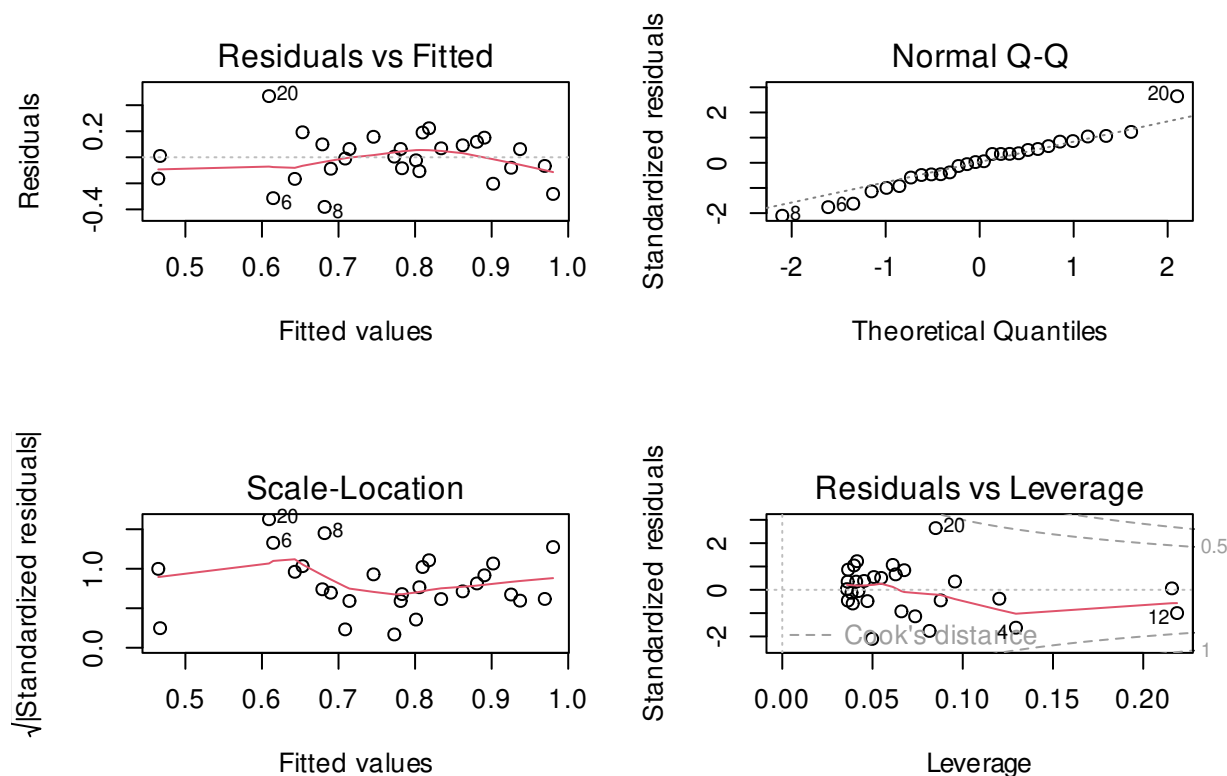 Residuals vs Fitted
Residuals
0.2
-0.4
20
6
8
0.5 0.6 0.7 0.8 0.9 1.0
Fitted values
Normal Q-Q
Standardized residuals
2
0
-2
20
8
6
-2 -1 0 1 2
Theoretical Quantiles
Scale-Location
√|Standardized residuals|
1.0
0.0
20
8
6
0.5 0.6 0.7 0.8 0.9 1.0
Fitted values
Residuals vs Leverage
Standardized residuals
2
0
-2
20
0.5
12
4
Cook's distance
1
0.00 0.05 0.10 0.15 0.20
Leverage